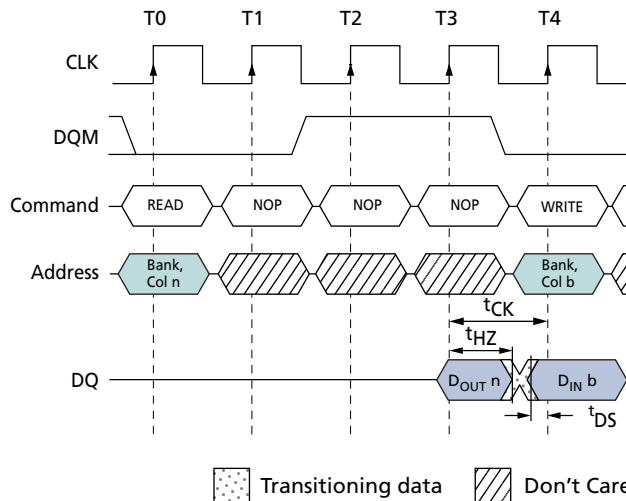 T0 T1 T2 T3 T4
CLK
DQM
Command READ NOP NOP NOP WRITE
Address Bank, Col n Bank, Col b
tCK
tHZ
DQ DOUT n DIN b
tDS
Transitioning data Don't Care